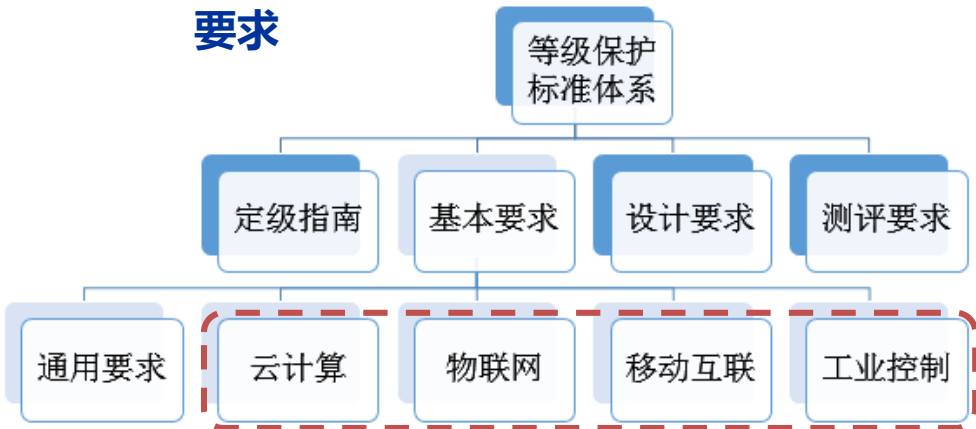 要求
等级保护
标准体系
定级指南
基本要求
设计要求
测评要求
通用要求
云计算
物联网
移动互联
工业控制